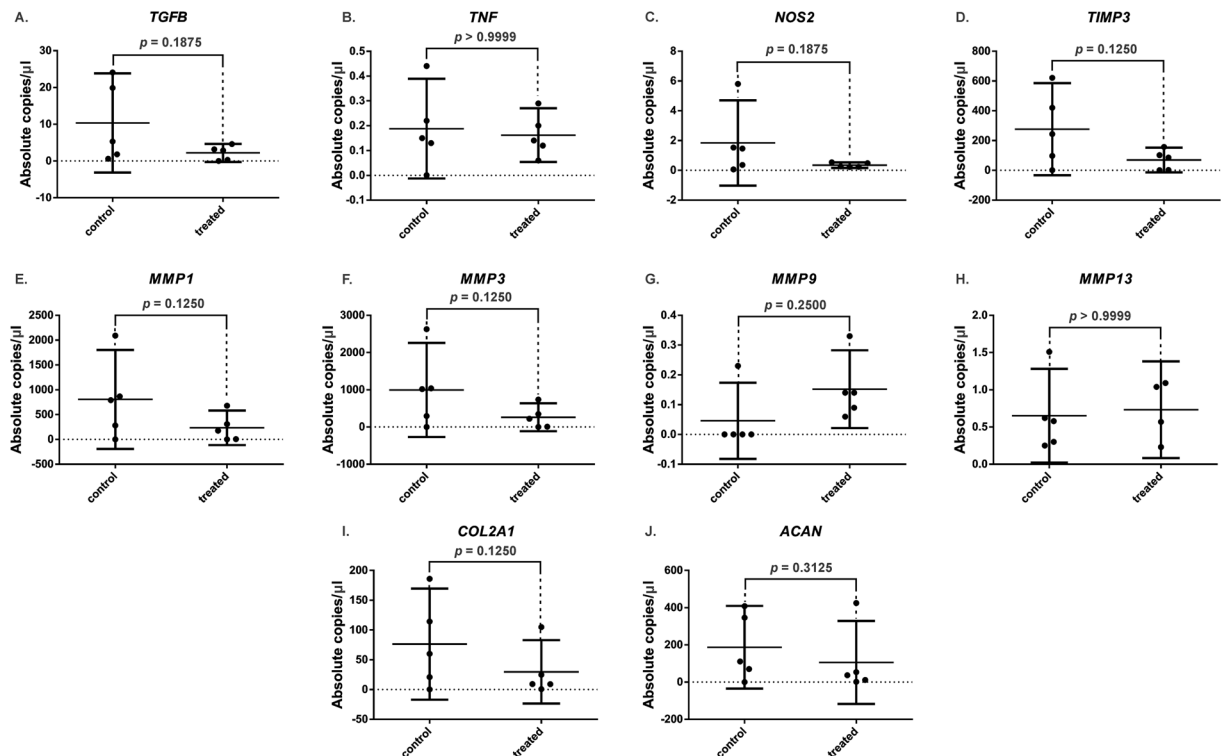 A.
TGFB
p = 0.1875
Absolute copies/µl
30
20
10
0
-10
control
treated
B.
TNF
p > 0.9999
Absolute copies/µl
0.5
0.4
0.3
0.2
0.1
0.0
-0.1
control
treated
C.
NOS2
p = 0.1875
Absolute copies/µl
8
6
4
2
0
-2
control
treated
D.
TIMP3
p = 0.1250
Absolute copies/µl
800
600
400
200
0
-200
control
treated
E.
MMP1
p = 0.1250
Absolute copies/µl
2500
2000
1500
1000
500
0
-500
control
treated
F.
MMP3
p = 0.1250
Absolute copies/µl
3000
2000
1000
0
-1000
control
treated
G.
MMP9
p = 0.2500
Absolute copies/µl
0.4
0.3
0.2
0.1
0.0
-0.1
control
treated
H.
MMP13
p > 0.9999
Absolute copies/µl
2.0
1.5
1.0
0.5
0.0
control
treated
I.
COL2A1
p = 0.1250
Absolute copies/µl
200
150
100
50
0
-50
control
treated
J.
ACAN
p = 0.3125
Absolute copies/µl
600
400
200
0
-200
control
treated